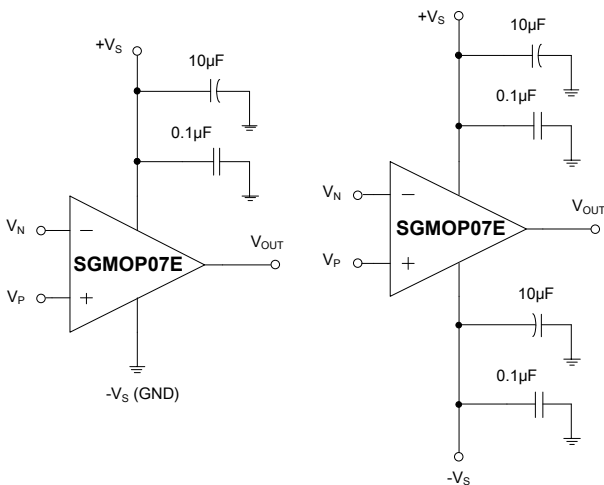 +VS
10µF
0.1µF
VN
VP
−
+
SGMOP07E
VOUT
-VS (GND)
+VS
10µF
0.1µF
VN
VP
−
+
SGMOP07E
VOUT
10µF
0.1µF
-VS